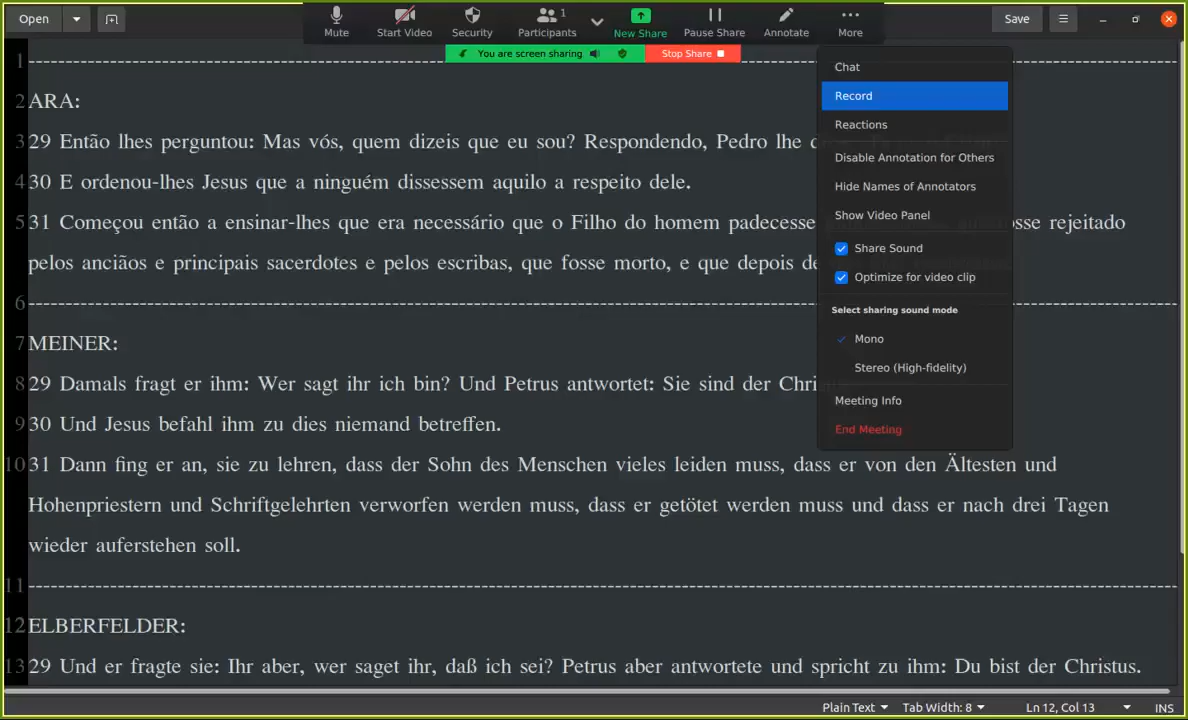 Open
Mute
Start Video
Security
Participants
1
New Share
Pause Share
Annotate
More
Save
You are screen sharing
Stop Share
Chat
Record
Reactions
Disable Annotation for Others
Hide Names of Annotators
Show Video Panel
Share Sound
Optimize for video clip
Select sharing sound mode
Mono
Stereo (High-fidelity)
Meeting Info
End Meeting
1 --------------------------------------------------------------------------------
2 ARA:
3 29 Então lhes perguntou: Mas vós, quem dizeis que eu sou? Respondendo, Pedro lhe
4 30 E ordenou-lhes Jesus que a ninguém dissessem aquilo a respeito dele.
5 31 Começou então a ensinar-lhes que era necessário que o Filho do homem padecesse rejeitado
pelos anciãos e principais sacerdotes e pelos escribas, que fosse morto, e que depois
6 --------------------------------------------------------------------------------
7 MEINER:
8 29 Damals fragt er ihm: Wer sagt ihr ich bin? Und Petrus antwortet: Sie sind der
9 30 Und Jesus befahl ihm zu dies niemand betreffen.
10 31 Dann fing er an, sie zu lehren, dass der Sohn des Menschen vieles leiden muss, dass er von den Ältesten und
Hohenpriestern und Schriftgelehrten verworfen werden muss, dass er getötet werden muss und dass er nach drei Tagen
wieder auferstehen soll.
11 --------------------------------------------------------------------------------
12 ELBERFELDER:
13 29 Und er fragte sie: Ihr aber, wer saget ihr, daß ich sei? Petrus aber antwortete und spricht zu ihm: Du bist der Christus.
Plain Text
Tab Width: 8
Ln 12, Col 13
INS